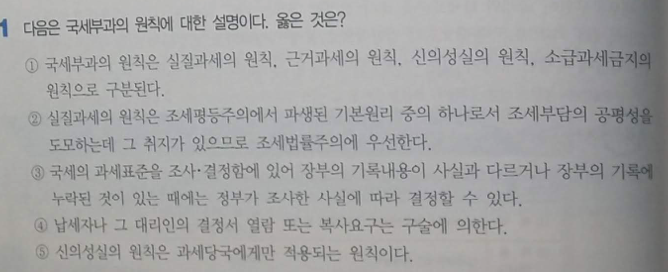 1 다음은 국세부과의 원칙에 대한 설명이다. 옳은 것은?
① 국세부과의 원칙은 실질과세의 원칙, 근거과세의 원칙, 신의성실의 원칙, 소급과세금지의
원칙으로 구분된다.
② 실질과세의 원칙은 조세평등주의에서 파생된 기본원리 중의 하나로서 조세부담의 공평성을
도모하는데 그 취지가 있으므로 조세법률주의에 우선한다.
③ 국세의 과세표준을 조사·결정함에 있어 장부의 기록내용이 사실과 다르거나 장부의 기록에
누락된 것이 있는 때에는 정부가 조사한 사실에 따라 결정할 수 있다.
④ 납세자나 그 대리인의 결정서 열람 또는 복사요구는 구술에 의한다.
⑤ 신의성실의 원칙은 과세당국에게만 적용되는 원칙이다.